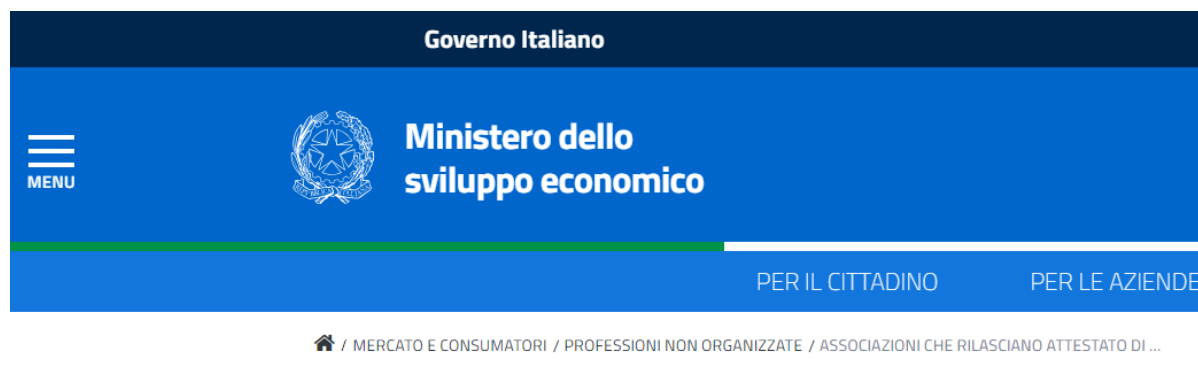 Governo Italiano
MENU
Ministero dello
sviluppo economico
PER IL CITTADINO PER LE AZIENDE
/ MERCATO E CONSUMATORI / PROFESSIONI NON ORGANIZZATE / ASSOCIAZIONI CHE RILASCIANO ATTESTATO DI ...